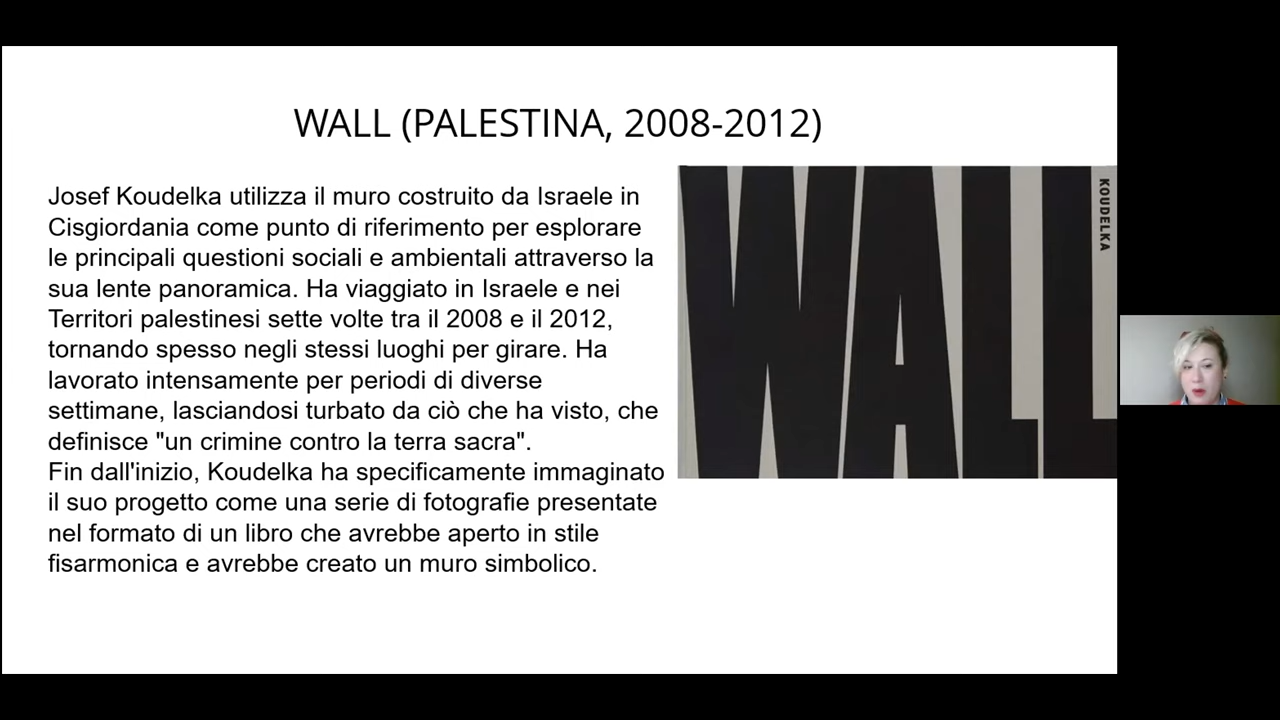 WALL (PALESTINA, 2008-2012)
Josef Koudelka utilizza il muro costruito da Israele in
Cisgiordania come punto di riferimento per esplorare
le principali questioni sociali e ambientali attraverso la
sua lente panoramica. Ha viaggiato in Israele e nei
Territori palestinesi sette volte tra il 2008 e il 2012,
tornando spesso negli stessi luoghi per girare. Ha
lavorato intensamente per periodi di diverse
settimane, lasciandosi turbato da ciò che ha visto, che
definisce "un crimine contro la terra sacra".
Fin dall'inizio, Koudelka ha specificamente immaginato
il suo progetto come una serie di fotografie presentate
nel formato di un libro che avrebbe aperto in stile
fisarmonica e avrebbe creato un muro simbolico.
WALL
KOUDELKA